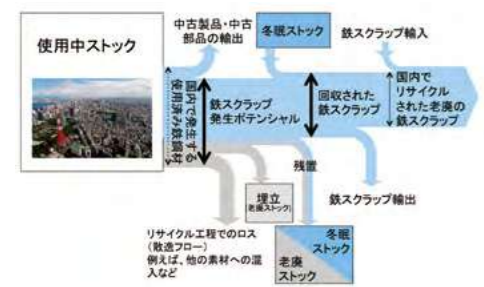 使用中ストック
中古製品・中古
部品の輸出
冬眠ストック
鉄スクラップ輸入
国内で発生する
使用済み鉄鋼材
鉄スクラップ
発生ポテンシャル
回収された
鉄スクラップ
国内で
リサイクル
された老廃の
鉄スクラップ
残置
埋立
(老廃ストック)
鉄スクラップ輸出
リサイクル工程でのロス
(散逸フロー)
例えば、他の素材への混
入など
冬眠
ストック
老廃
ストック